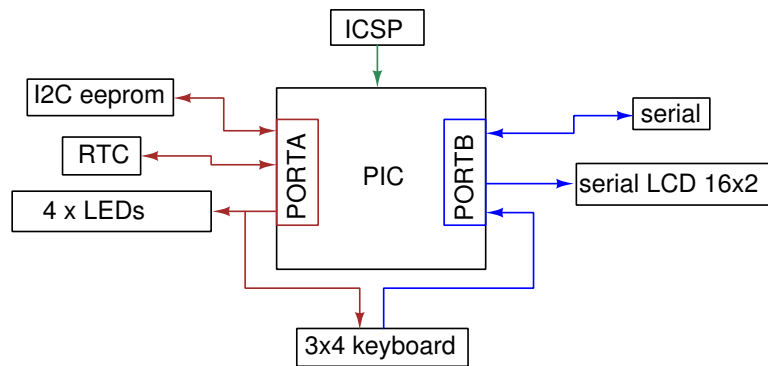 ICSP
I2C eeprom
serial
RTC
PORTA
PIC
PORTB
4 x LEDs
serial LCD 16x2
3x4 keyboard